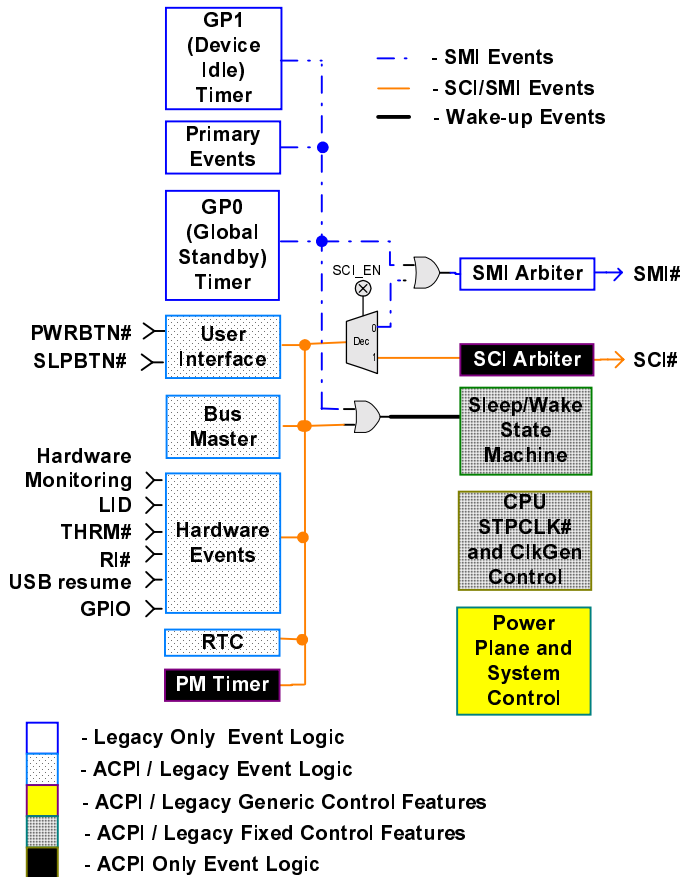 GP1
(Device
Idle)
Timer
- SMI Events
- SCI/SMI Events
- Wake-up Events
Primary
Events
GP0
(Global
Standby)
Timer
SCI_EN
SMI Arbiter
SMI#
PWRBTN#
SLPBTN#
User
Interface
0
Dec
1
SCI Arbiter
SCI#
Bus
Master
Sleep/Wake
State
Machine
Hardware
Monitoring
LID
THRM#
RI#
USB resume
GPIO
Hardware
Events
CPU
STPCLK#
and ClkGen
Control
RTC
PM Timer
Power
Plane and
System
Control
- Legacy Only Event Logic
- ACPI / Legacy Event Logic
- ACPI / Legacy Generic Control Features
- ACPI / Legacy Fixed Control Features
- ACPI Only Event Logic